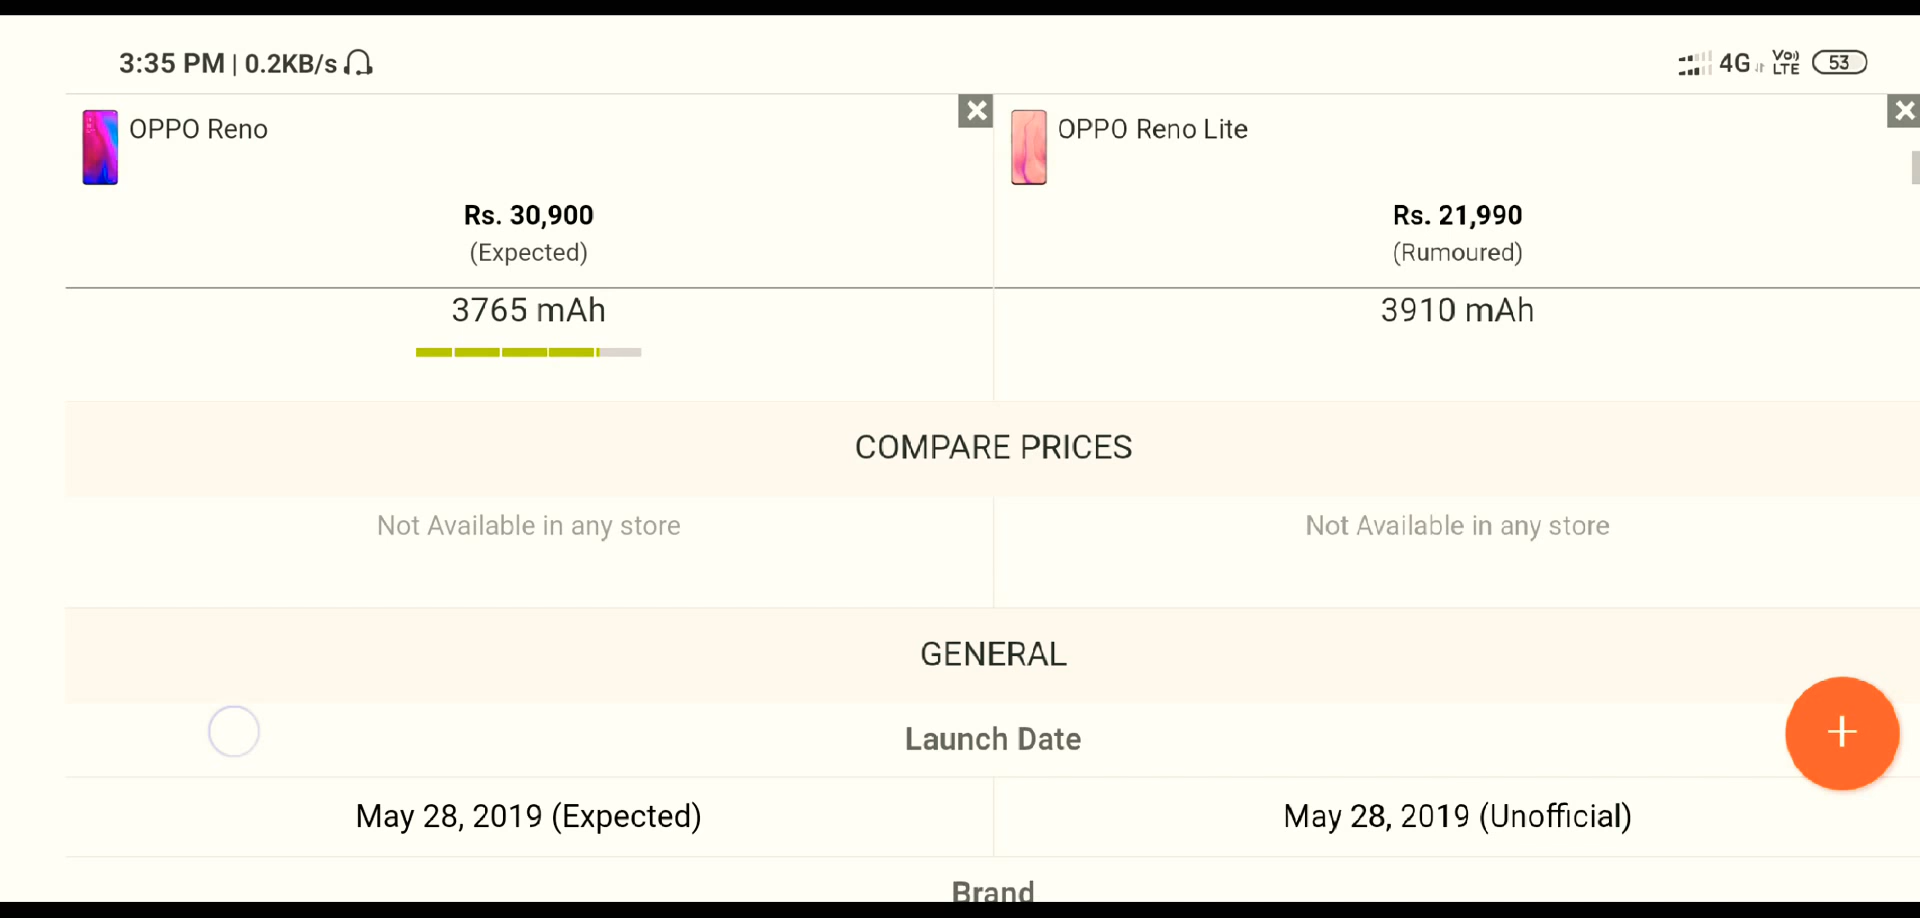 3:35 PM | 0.2KB/s
4G VoLTE 53
OPPO Reno
OPPO Reno Lite
Rs. 30,900
Rs. 21,990
(Expected)
(Rumoured)
3765 mAh
3910 mAh
COMPARE PRICES
Not Available in any store
Not Available in any store
GENERAL
Launch Date
+
May 28, 2019 (Expected)
May 28, 2019 (Unofficial)
Brand